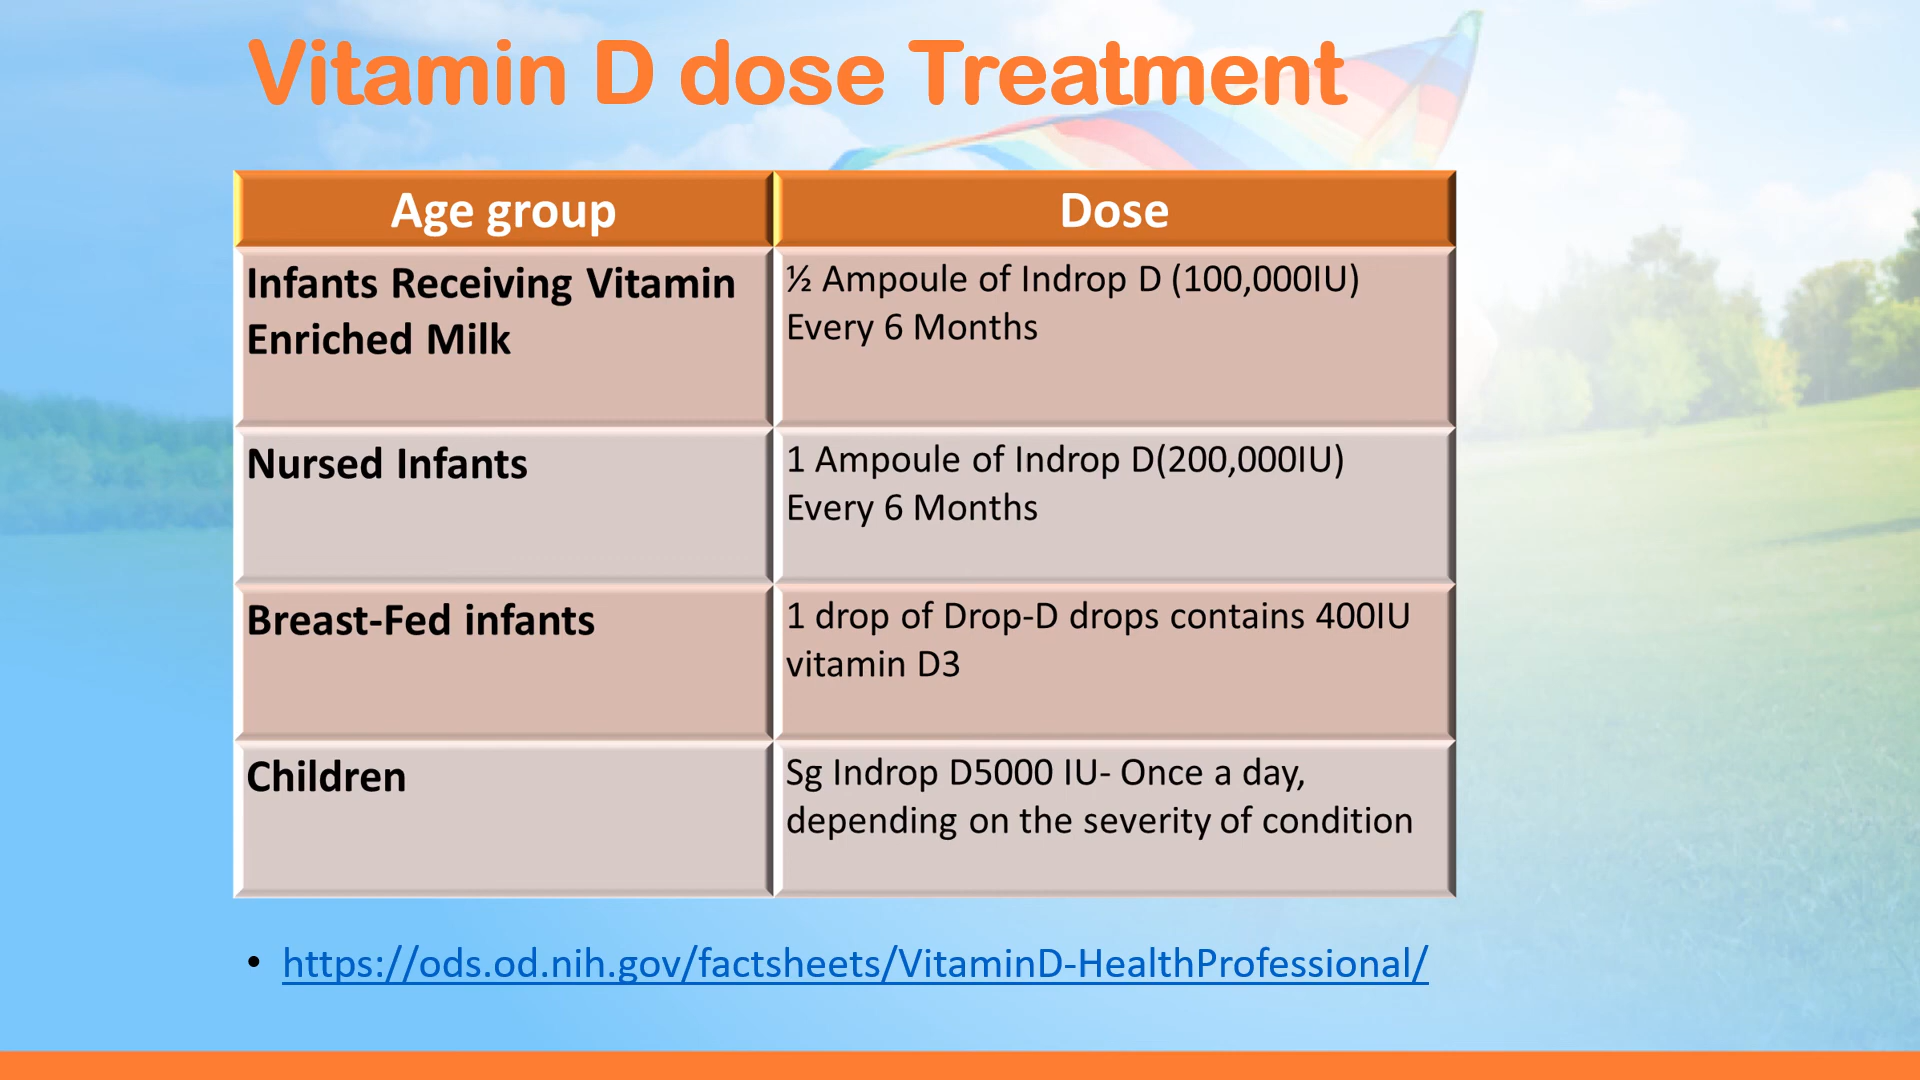 Vitamin D dose Treatment
Age group
Dose
Infants Receiving Vitamin
Enriched Milk
½ Ampoule of Indrop D (100,000IU)
Every 6 Months
Nursed Infants
1 Ampoule of Indrop D(200,000IU)
Every 6 Months
Breast-Fed infants
1 drop of Drop-D drops contains 400IU
vitamin D3
Children
Sg Indrop D5000 IU- Once a day,
depending on the severity of condition
• https://ods.od.nih.gov/factsheets/VitaminD-HealthProfessional/